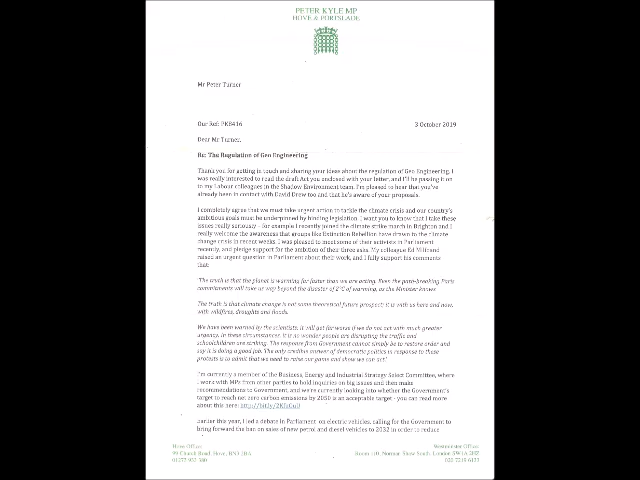 PETER KYLE MP
HOVE & PORTSLADE
Mr Peter Turner
Our Ref: PK8416
3 October 2019
Dear Mr Turner,
Re: The Regulation of Geo Engineering
Thank you for getting in touch and sharing your ideas about the regulation of Geo Engineering. I
was really interested to read the draft Act you enclosed with your letter, and I'll be passing it on
to my Labour colleagues in the Shadow Environment team. I'm pleased to hear that you've
already been in contact with David Drew too and that he's aware of your proposals.
I completely agree that we must take urgent action to tackle the climate crisis and our country's
ambitious goals must be underpinned by binding legislation. I want you to know that I take these
issues really seriously – for example I recently joined the climate strike march in Brighton and I
really welcome the awareness that groups like Extinction Rebellion have drawn to the climate
change crisis in recent weeks. I was pleased to meet some of their activists in Parliament
recently, and pledge support for the ambition of their three asks. My colleague Ed Miliband
raised an urgent question in Parliament about their work, and I fully support his comments
that:
'The truth is that the planet is warming far faster than we are acting. Even the path-breaking Paris
commitments will take us way beyond the disaster of 2°C of warming, as the Minister knows
The truth is that climate change is not some theoretical future prospect; it is with us here and now,
with wildfires, droughts and floods.
We have been warned by the scientists. It will get far worse if we do not act with much greater
urgency. In these circumstances, it is no wonder people are disrupting the traffic and
schoolchildren are striking. The response from Government cannot simply be to restore order and
say it is doing a good job. The only credible answer of democratic politics in response to these
protests is to admit that we need to raise our game and show we can act.'
I'm currently a member of the Business, Energy and Industrial Strategy Select Committee, where
I work with MPs from other parties to hold inquiries on big issues and then make
recommendations to Government, and we're currently looking into whether the Government's
target to reach net zero carbon emissions by 2050 is an acceptable target - you can read more
about this here:
Earlier this year, I led a debate in Parliament on electric vehicles, calling for the Government to
bring forward the ban on sales of new petrol and diesel vehicles to 2032 in order to reduce
Hove Office:
99 Church Road, Hove, BN3 2BA
Westminster Office:
Norman Shaw South, London SW1A 2HZ